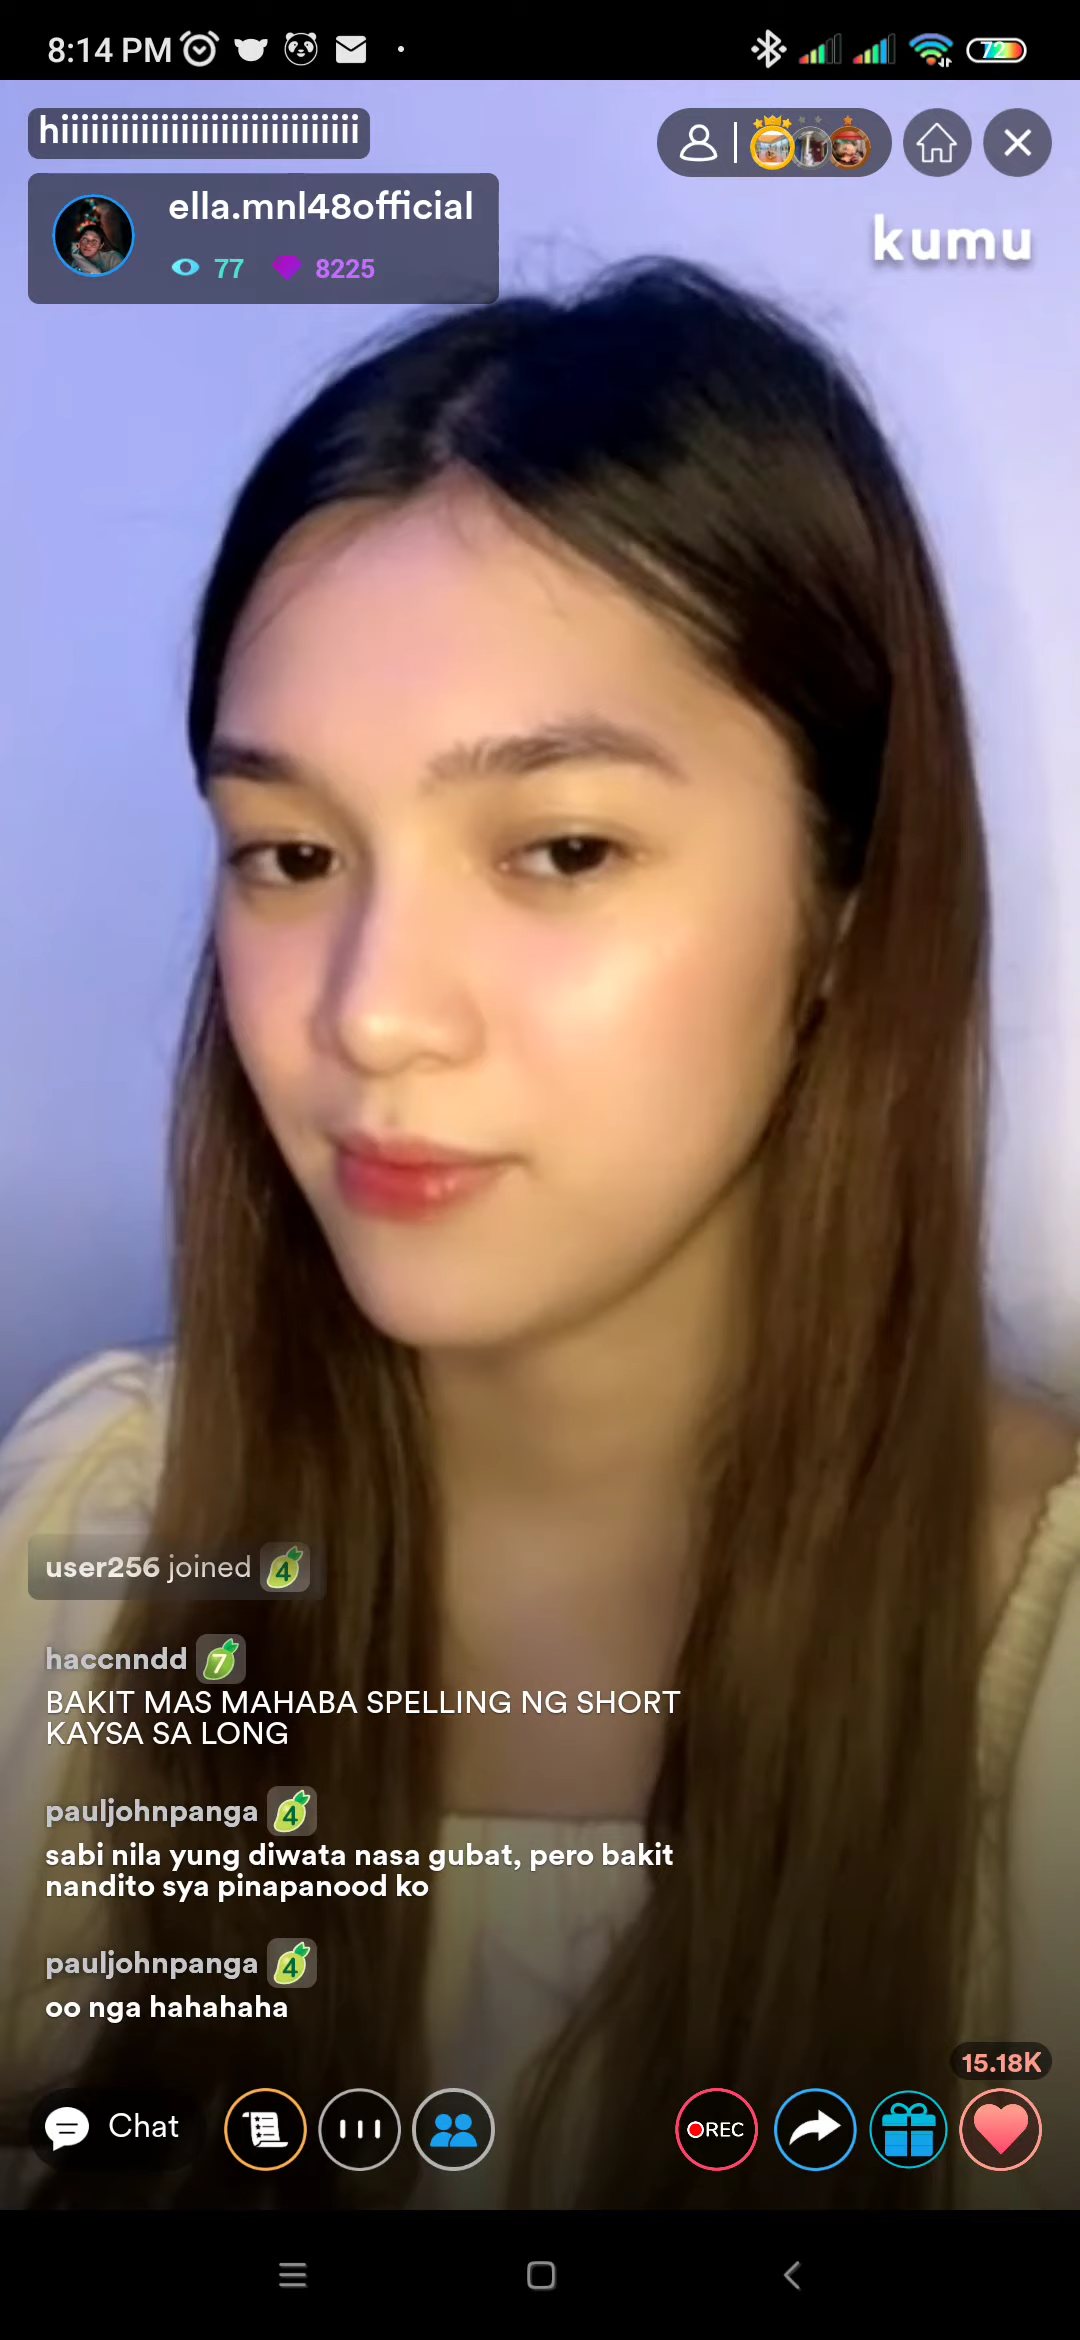 8:14 PM
72
hiiiiiiiiiiiiiiiiiiiiiiiiiiiiii
ella.mnl48official
77 8225
kumu
user256 joined 4
haccnndd 7
BAKIT MAS MAHABA SPELLING NG SHORT
KAYSA SA LONG
pauljohnpanga 4
sabi nila yung diwata nasa gubat, pero bakit
nandito sya pinapanood ko
pauljohnpanga 4
oo nga hahahaha
15.18K
Chat
REC